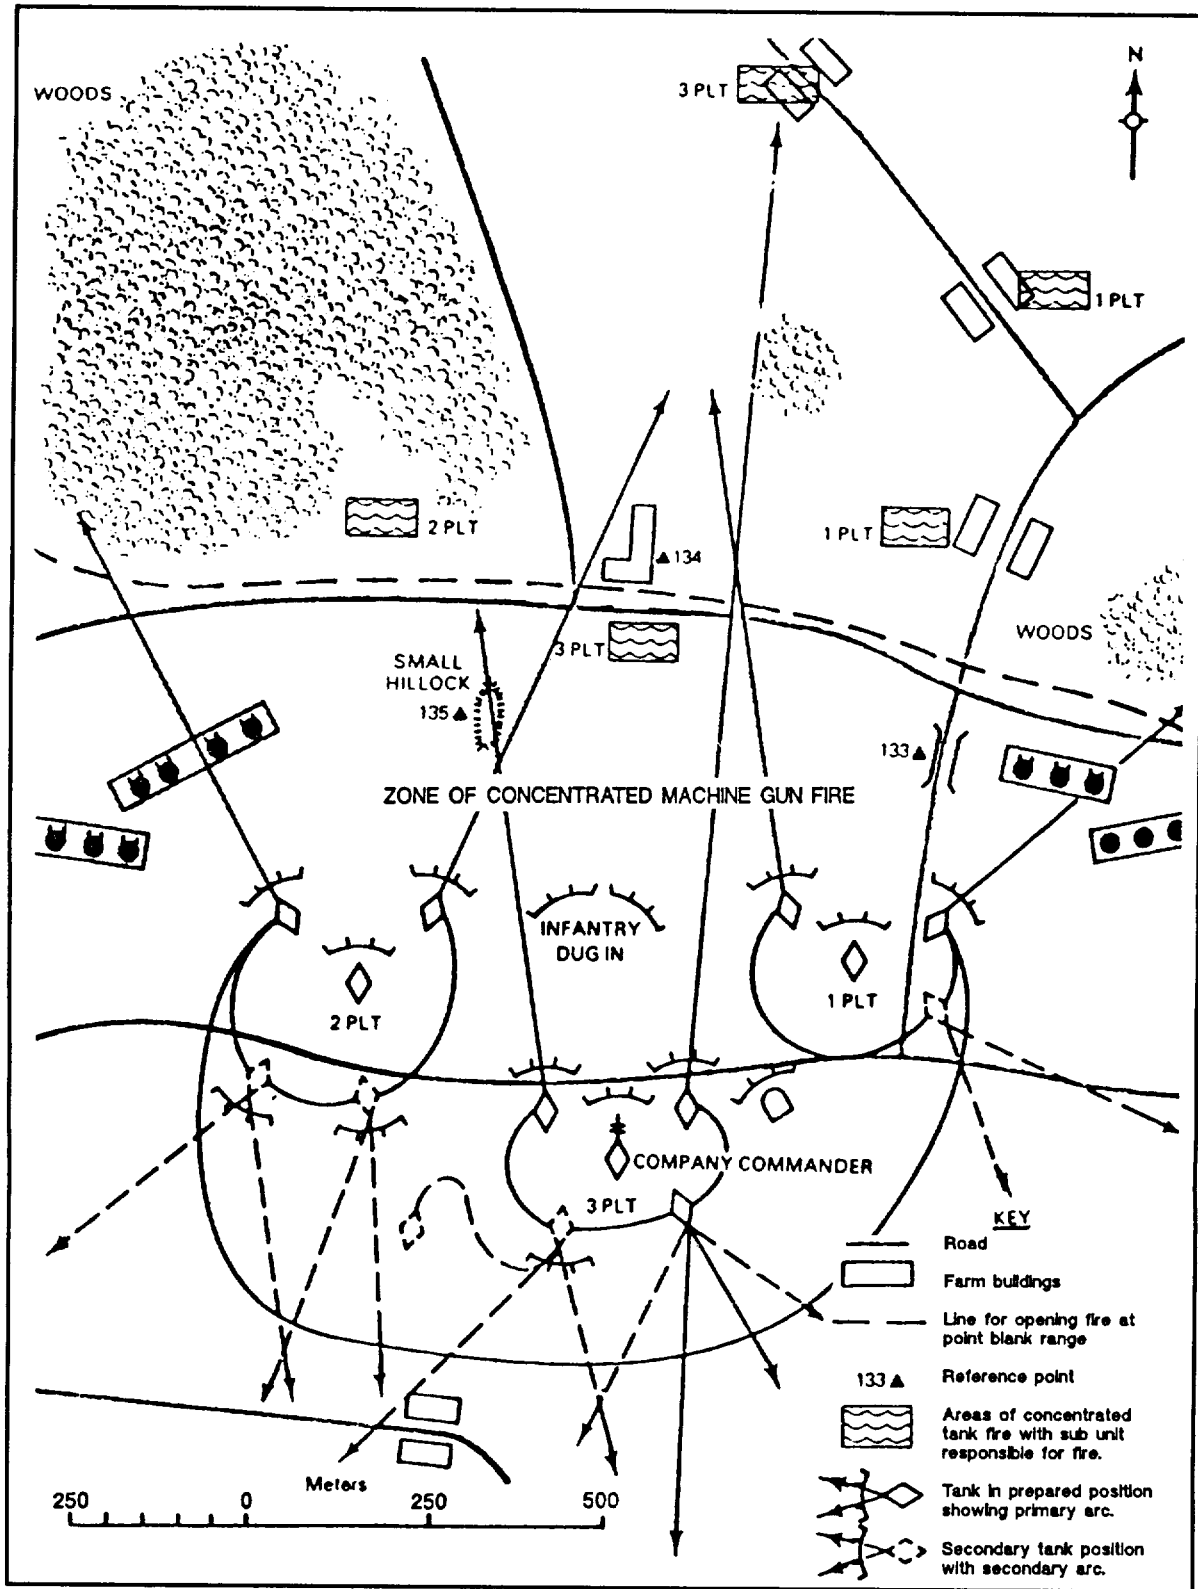 N
WOODS
3 PLT
1 PLT
2 PLT
134
1 PLT
3 PLT
WOODS
SMALL
HILLOCK
135
133
ZONE OF CONCENTRATED MACHINE GUN FIRE
INFANTRY
DUG IN
2 PLT
1 PLT
COMPANY COMMANDER
3 PLT
KEY
Road
Farm buildings
Line for opening fire at
point blank range
133
Reference point
Areas of concentrated
tank fire with sub unit
responsible for fire.
Tank in prepared position
showing primary arc.
Secondary tank position
with secondary arc.
Meters
250 0 250 500